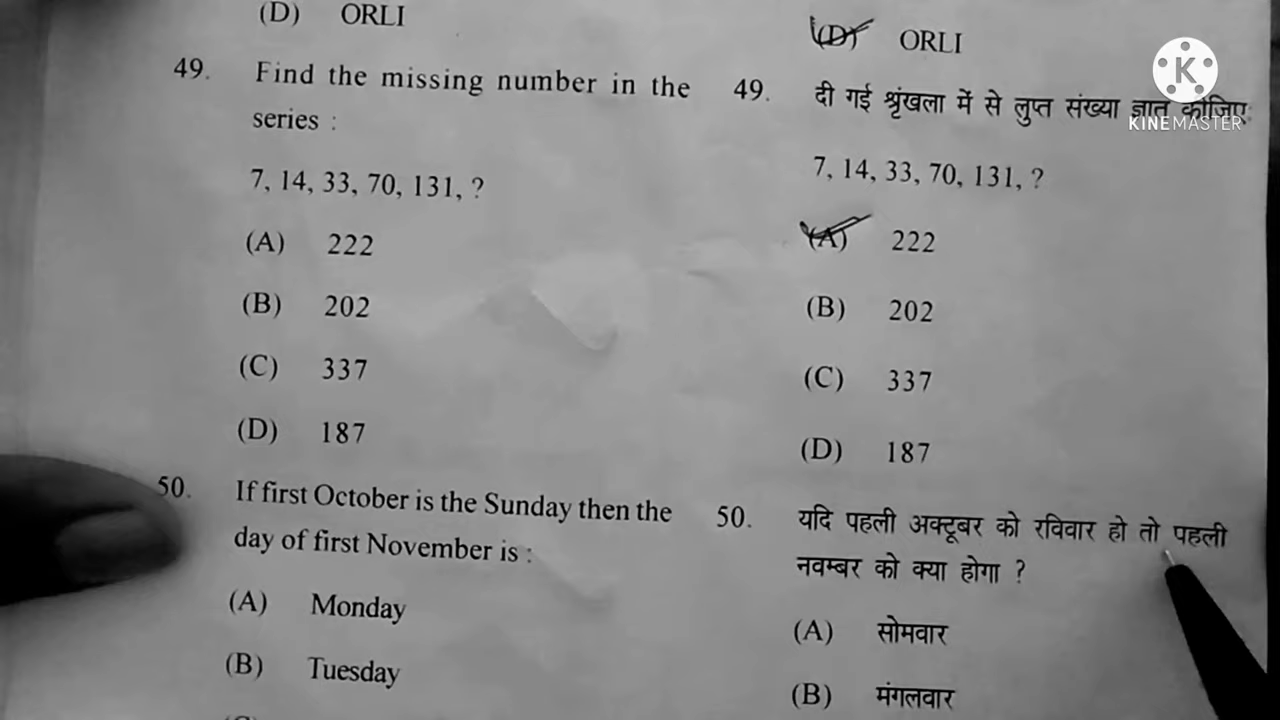 (D) ORLI
49. Find the missing number in the
series :
7, 14, 33, 70, 131, ?
(A) 222
(B) 202
(C) 337
(D) 187
50. If first October is the Sunday then the
day of first November is :
(A) Monday
(B) Tuesday
(D) ORLI
49. दी गई श्रृंखला में से लुप्त संख्या ज्ञात कीजिए
7, 14, 33, 70, 131, ?
(A) 222
(B) 202
(C) 337
(D) 187
50. यदि पहली अक्टूबर को रविवार हो तो पहली
नवम्बर को क्या होगा ?
(A) सोमवार
(B) मंगलवार
K
KINEMASTER